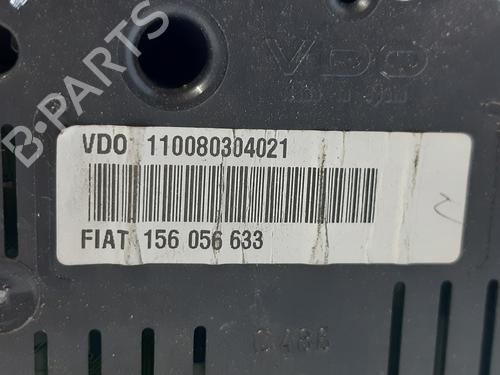 B-PARTS
VDO
VDO 110080304021
FIAT 156 056 633